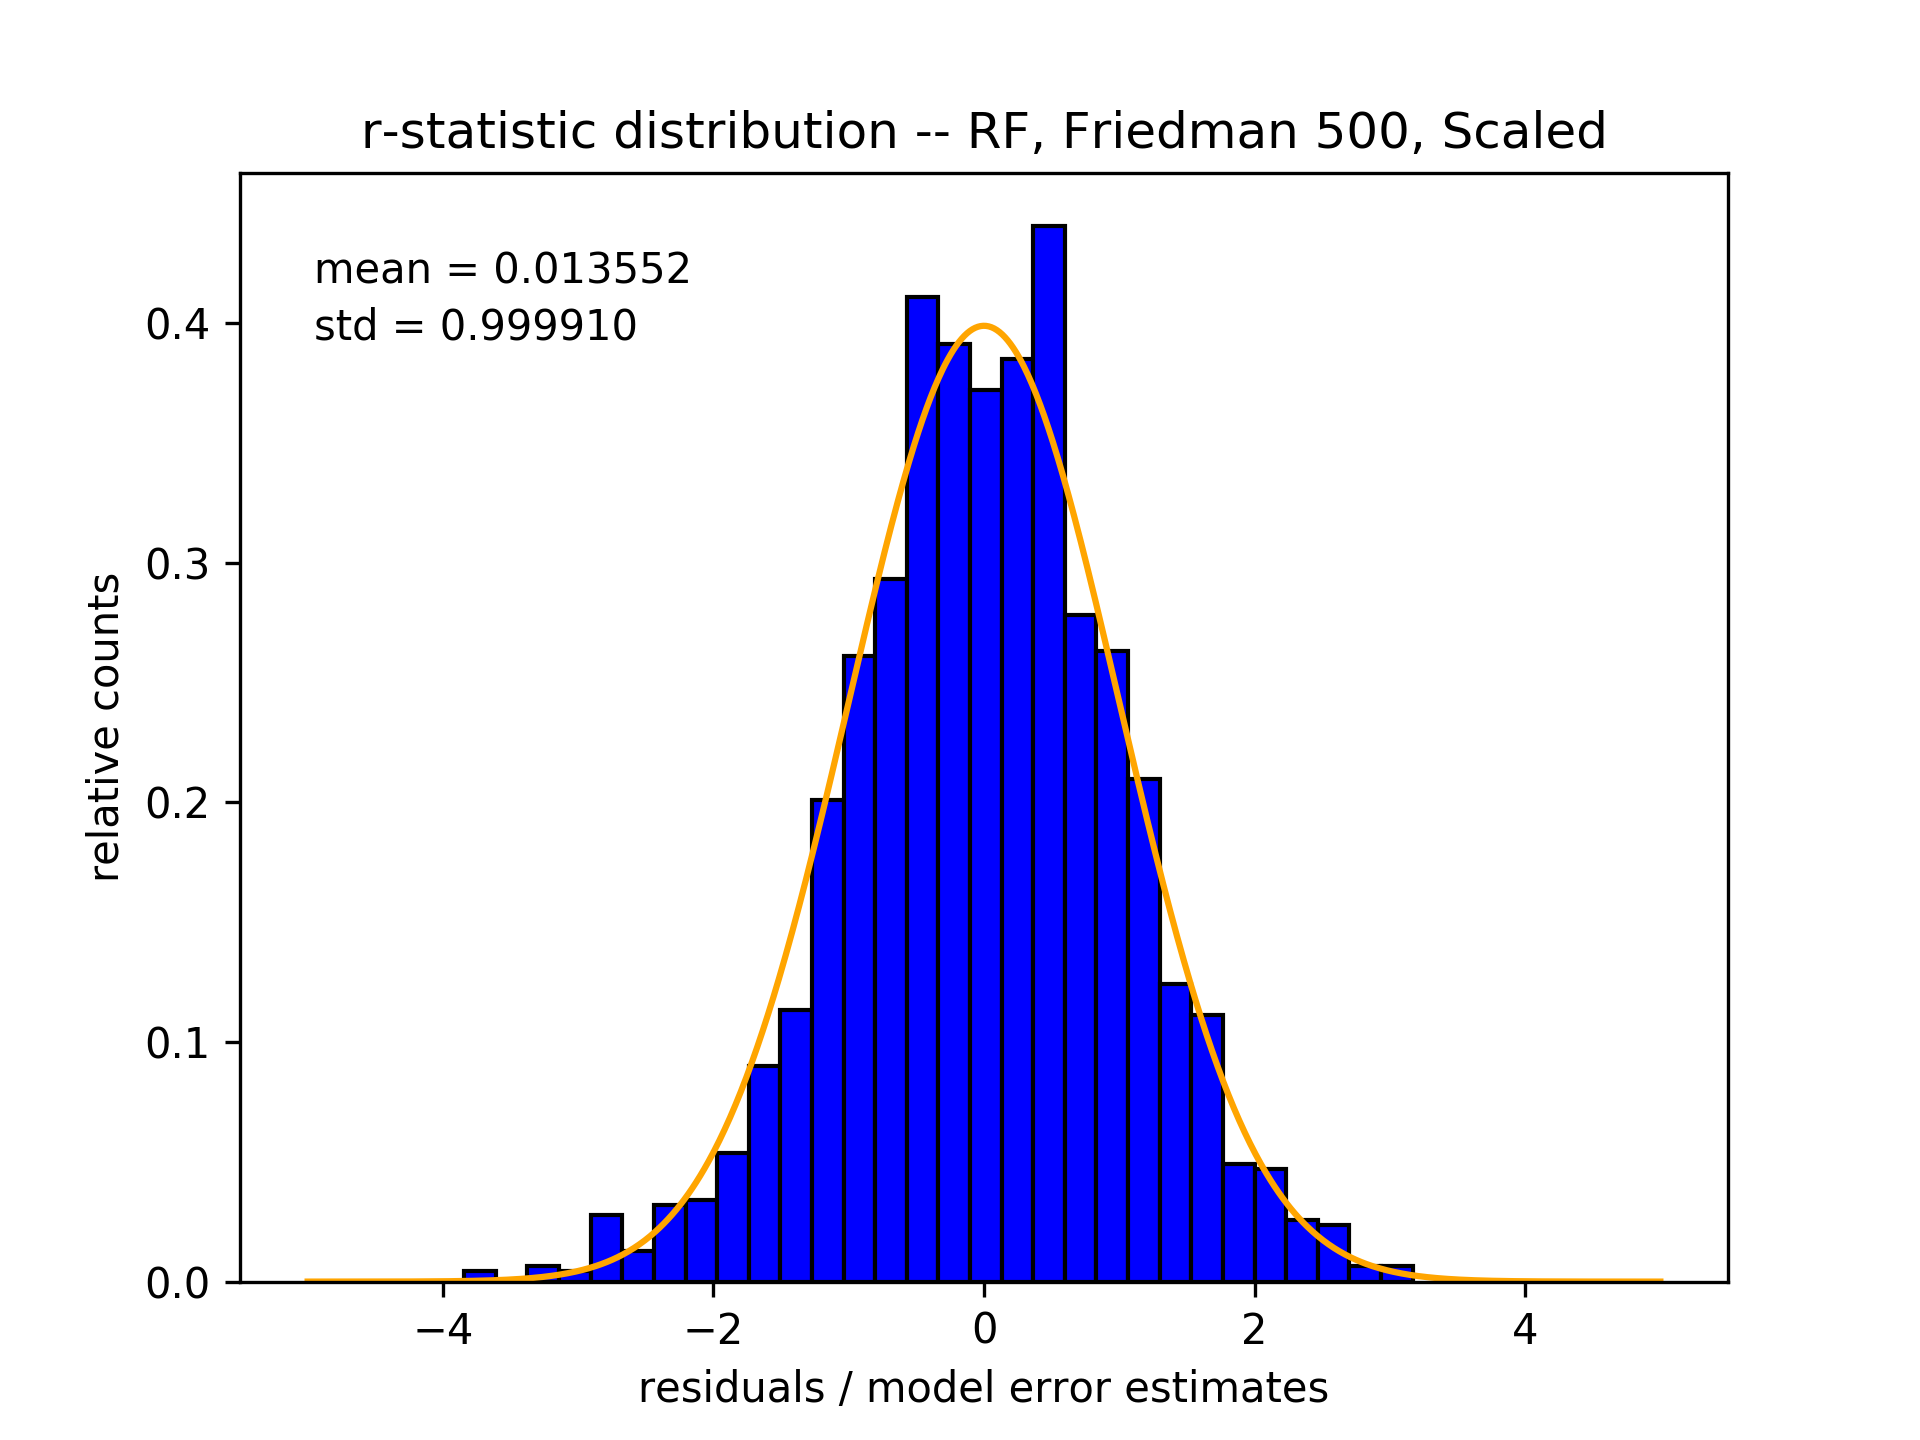 r-statistic distribution -- RF, Friedman 500, Scaled
mean = 0.013552
std = 0.999910
0.4
0.3
0.2
0.1
0.0
relative counts
−4
−2
0
2
4
residuals / model error estimates